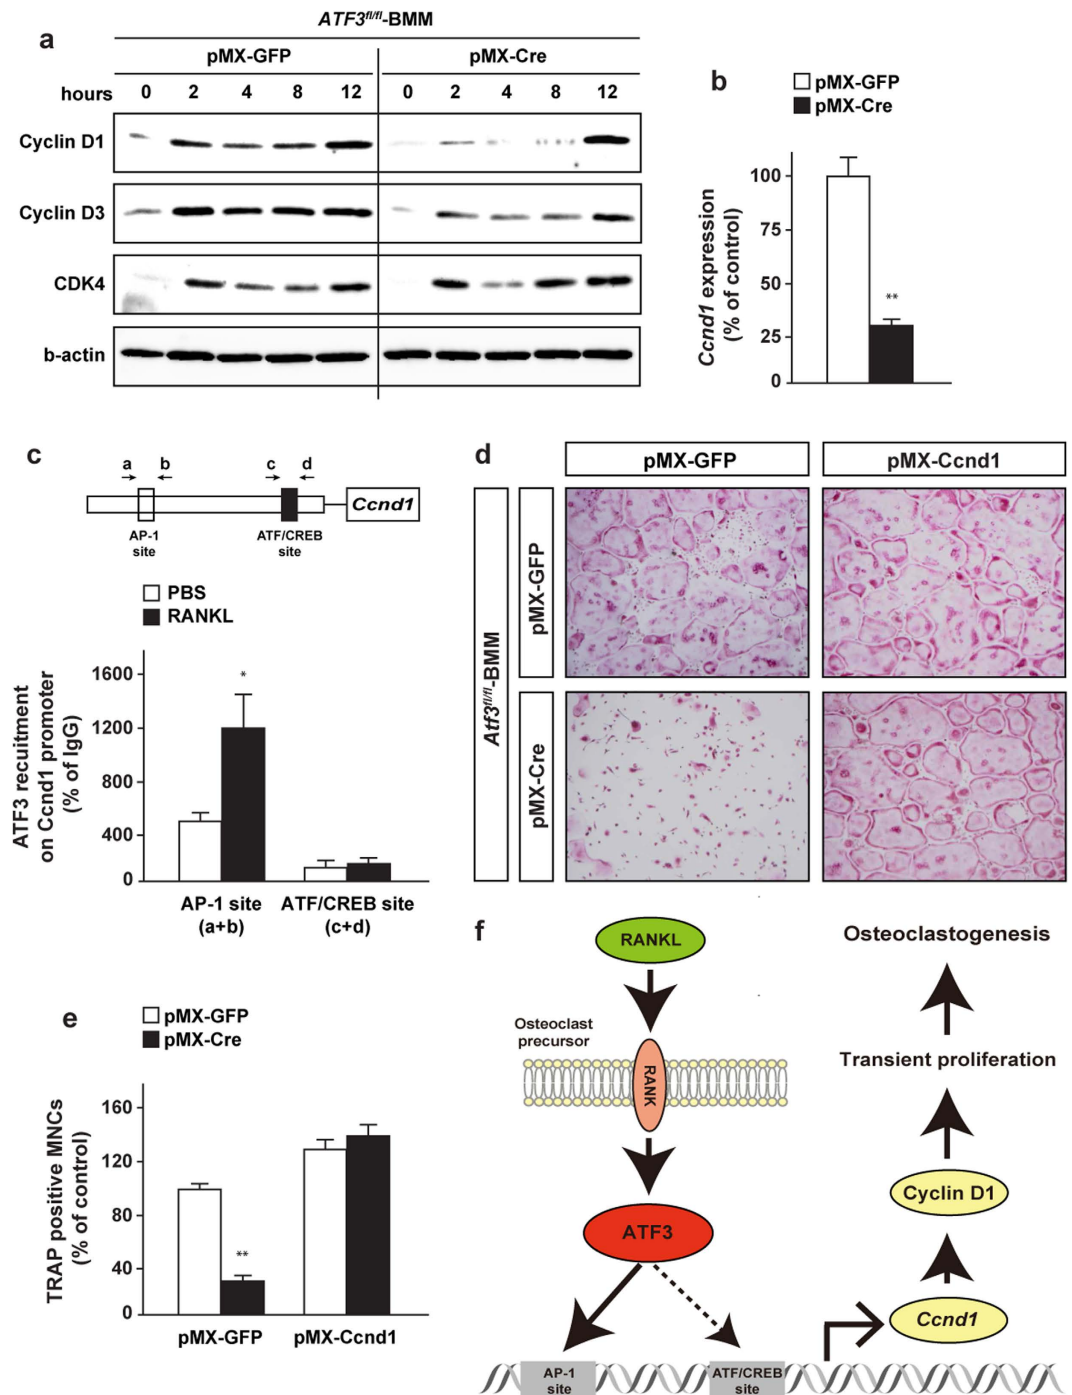 a
ATF3fl/fl-BMM
pMX-GFP
pMX-Cre
hours 0 2 4 8 12 0 2 4 8 12
Cyclin D1
Cyclin D3
CDK4
b-actin
b
pMX-GFP
pMX-Cre
Ccnd1 expression
(% of control)
100
75
50
25
0
**
c
a b c d
Ccnd1
AP-1
site
ATF/CREB
site
PBS
RANKL
ATF3 recuitment
on Ccnd1 promoter
(% of IgG)
1600
1200
800
400
0
*
AP-1 site
(a+b)
ATF/CREB site
(c+d)
d
pMX-GFP
pMX-Ccnd1
Atf3fl/fl-BMM
pMX-GFP
pMX-Cre
e
pMX-GFP
pMX-Cre
TRAP positive MNCs
(% of control)
160
120
80
40
0
**
pMX-GFP
pMX-Ccnd1
f
RANKL
Osteoclast
precursor
RANK
ATF3
AP-1
site
ATF/CREB
site
Ccnd1
Cyclin D1
Transient proliferation
Osteoclastogenesis